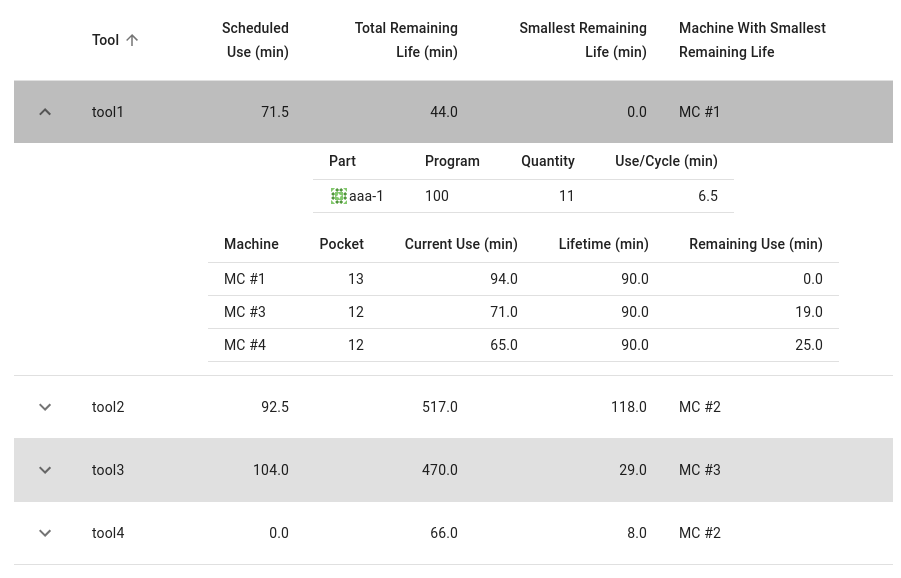 Tool Scheduled Use (min) Total Remaining Life (min) Smallest Remaining Life (min) Machine With Smallest Remaining Life
tool1 71.5 44.0 0.0 MC #1
Part Program Quantity Use/Cycle (min)
aaa-1 100 11 6.5
Machine Pocket Current Use (min) Lifetime (min) Remaining Use (min)
MC #1 13 94.0 90.0 0.0
MC #3 12 71.0 90.0 19.0
MC #4 12 65.0 90.0 25.0
tool2 92.5 517.0 118.0 MC #2
tool3 104.0 470.0 29.0 MC #3
tool4 0.0 66.0 8.0 MC #2